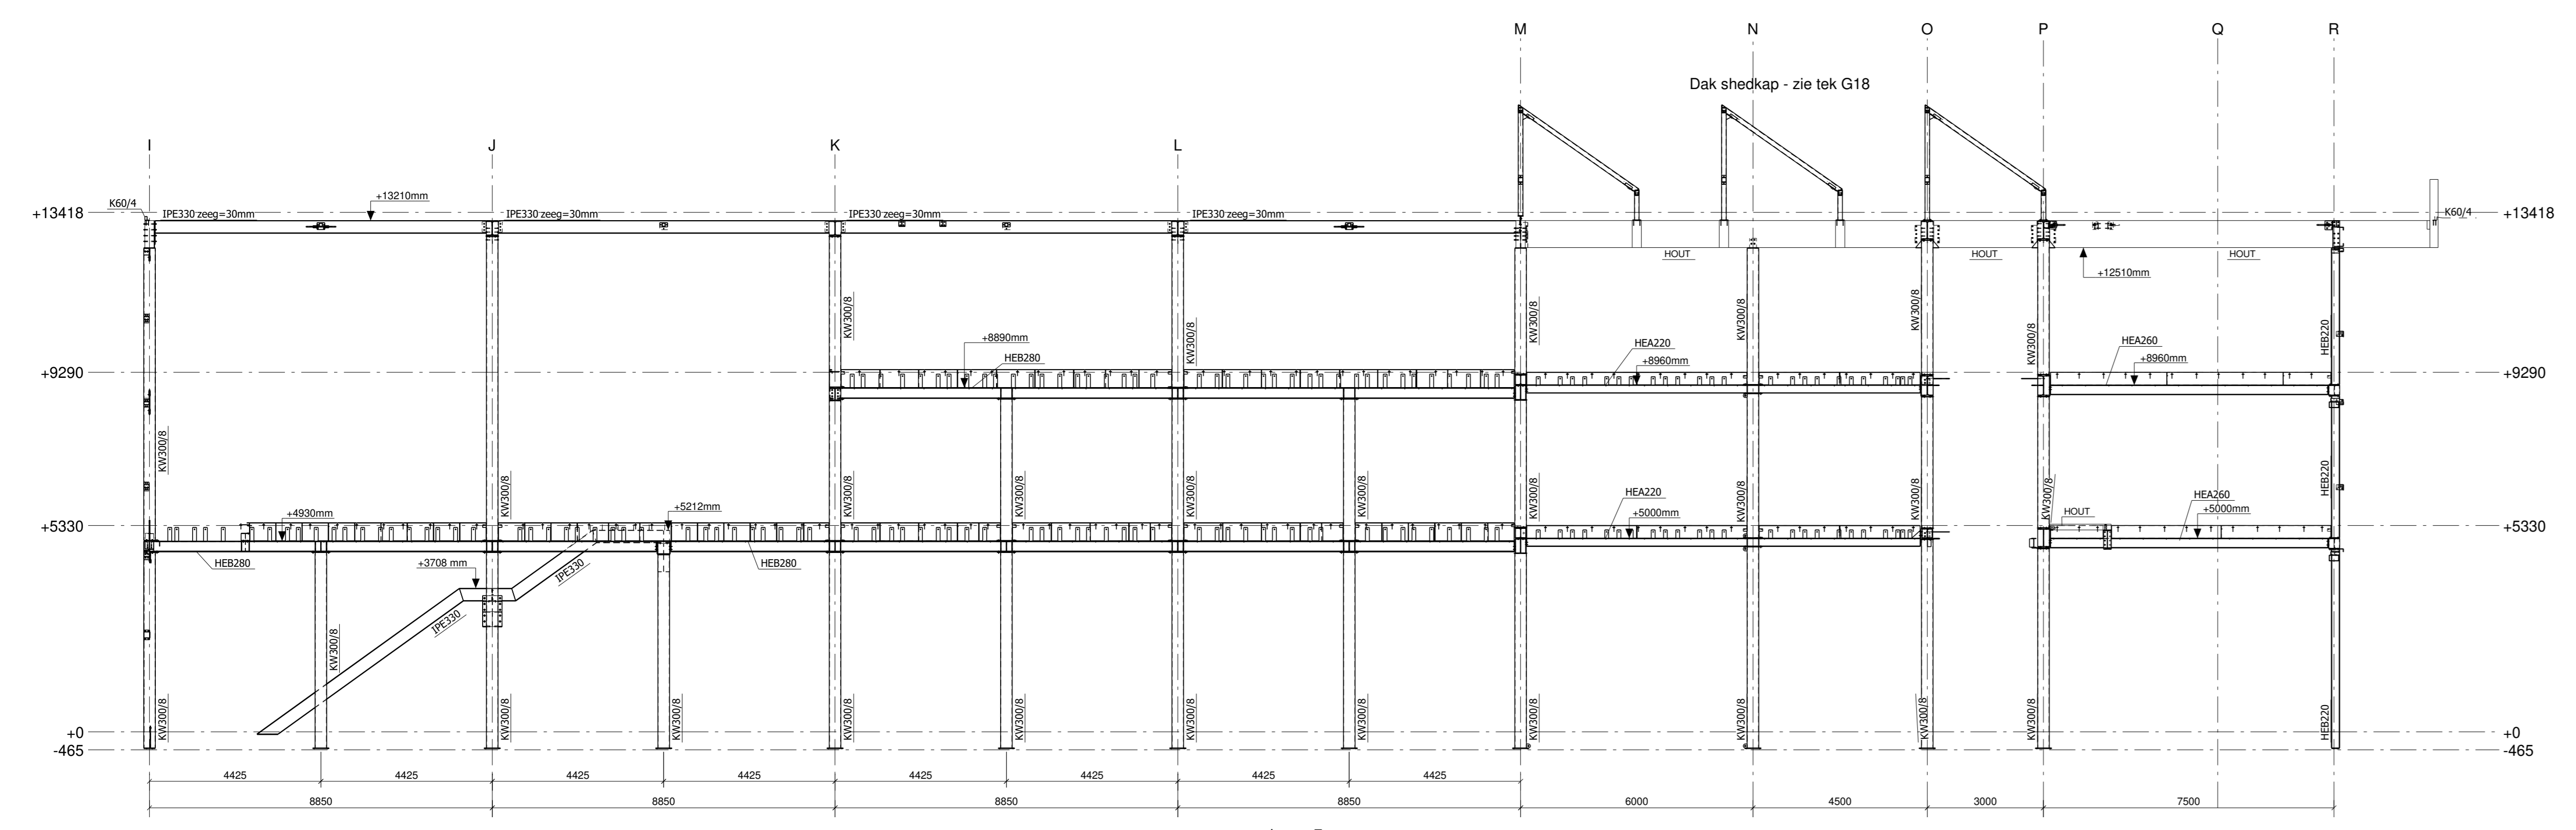 M N O P Q R
Dak shedkap - zie tek G18
I J K L
K60/4 +13210mm
+13418 IPE330 zeeg=30mm IPE330 zeeg=30mm IPE330 zeeg=30mm IPE330 zeeg=30mm K60/4 +13418
HOUT HOUT HOUT
+12510mm
KW300/8 KW300/8 KW300/8 KW300/8 KW300/8 KW300/8 HEB220
+8890mm HEA220 HEA260
HEB280 +8960mm +8960mm
+9290 +9290
KW300/8
KW300/8 KW300/8 KW300/8 KW300/8 KW300/8 KW300/8 KW300/8 KW300/8 KW300/8 HEB220
HEA220 HEA260
+4930mm +5212mm +5000mm HOUT +5000mm
+5330 +5330
HEB280 +3708 mm IPE330 HEB280
IPE330
KW300/8
KW300/8 KW300/8 KW300/8 KW300/8 KW300/8 KW300/8 KW300/8 KW300/8 KW300/8 KW300/8 KW300/8 HEB220
+0 +0
-465 -465
4425 4425 4425 4425 4425 4425 4425 4425
8850 8850 8850 8850 6000 4500 3000 7500